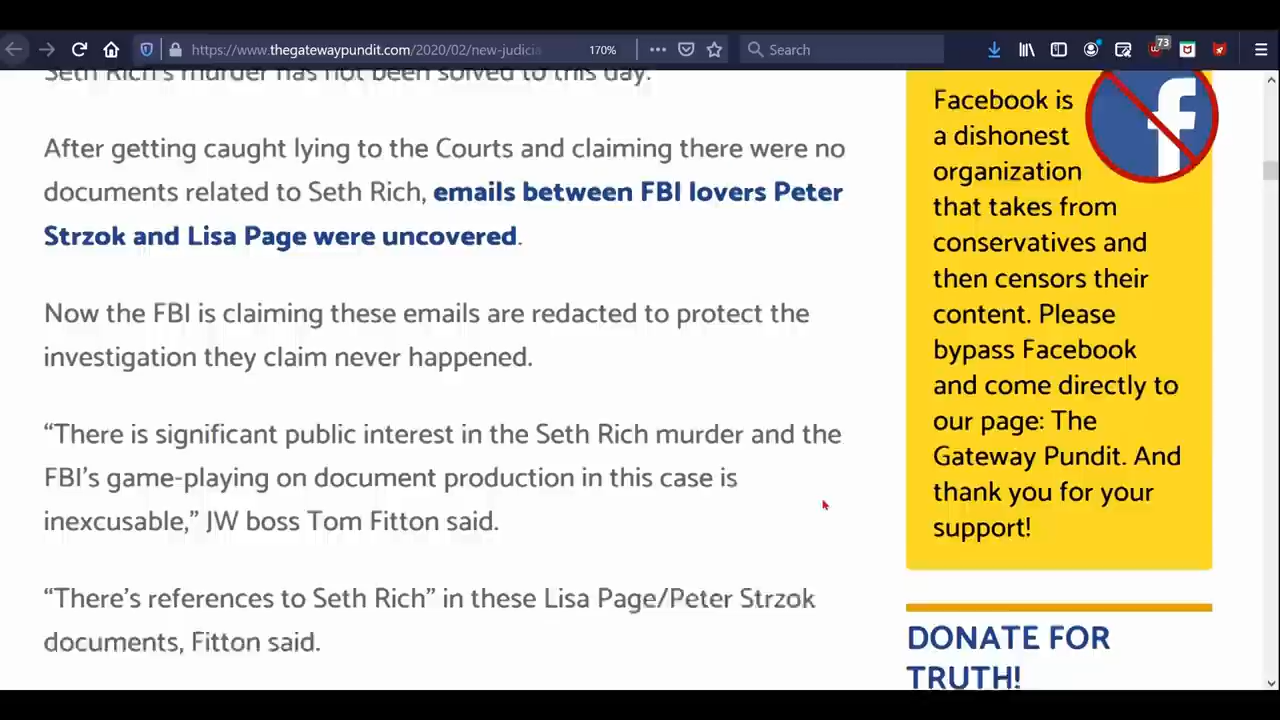 https://www.thegatewaypundit.com/2020/02/new-judicia
170%
Search
73
Seth Rich's murder has not been solved to this day.
After getting caught lying to the Courts and claiming there were no
documents related to Seth Rich, emails between FBI lovers Peter
Strzok and Lisa Page were uncovered.
Now the FBI is claiming these emails are redacted to protect the
investigation they claim never happened.
“There is significant public interest in the Seth Rich murder and the
FBI’s game-playing on document production in this case is
inexcusable,” JW boss Tom Fitton said.
“There’s references to Seth Rich” in these Lisa Page/Peter Strzok
documents, Fitton said.
Facebook is
a dishonest
organization
that takes from
conservatives and
then censors their
content. Please
bypass Facebook
and come directly to
our page: The
Gateway Pundit. And
thank you for your
support!
f
DONATE FOR
TRUTH!